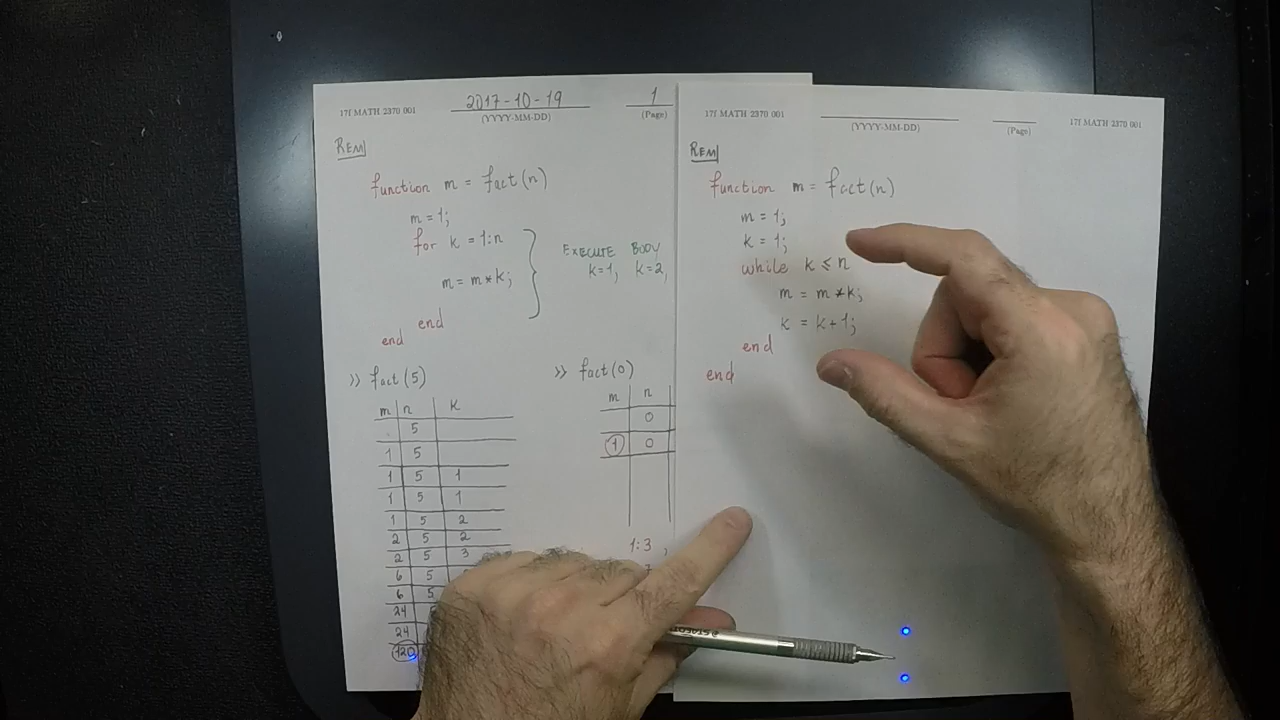 17f MATH 2370 001
2017-10-19
(YYYY-MM-DD)
1
(Page)
REM
function m = fact(n)
m = 1;
for k = 1:n
m = m*k;
end
end
EXECUTE BODY
k=1, k=2,
>> fact(5)
m n k
5
1 5
1 5 1
1 5 1
1 5 2
2 5 2
2 5 3
6 5
6 5
24
24
120
>> fact(0)
m n
0
1 0
1:3,
17f MATH 2370 001
(YYYY-MM-DD)
(Page)
17f MATH 2370 001
REM
function m = fact(n)
m = 1;
k = 1;
while k ≤ n
m = m*k;
k = k+1;
end
end